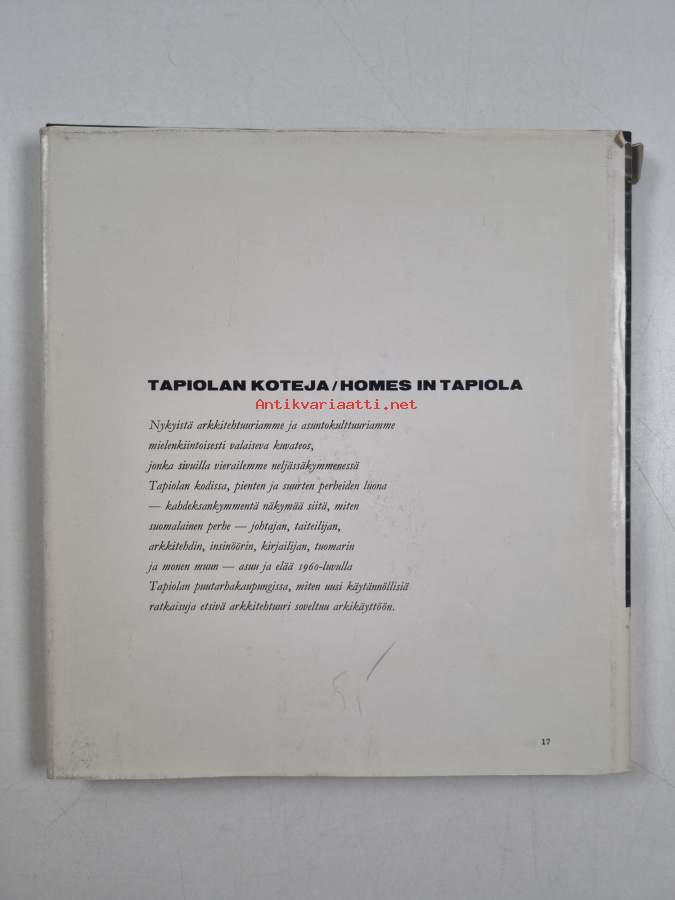 TAPIOLAN KOTEJA/HOMES IN TAPIOLA
Antikvariaatti.net
Nykyistä arkkitehtuuriamme ja asuntokulttuuriamme
mielenkiintoisesti valaiseva kuvateos,
jonka sivuilla vierailemme neljässäkymmenessä
Tapiolan kodissa, pienten ja suurten perheiden luona
— kahdeksankymmentä näkymää siitä, miten
suomalainen perhe — johtajan, taiteilijan,
arkkitehdin, insinöörin, kirjailijan, tuomarin
ja monen muun — asuu ja elää 1960-luvulla
Tapiolan puutarhakaupungissa, miten uusi käytännöllisiä
ratkaisuja etsivä arkkitehtuuri soveltuu arkikäyttöön.
17